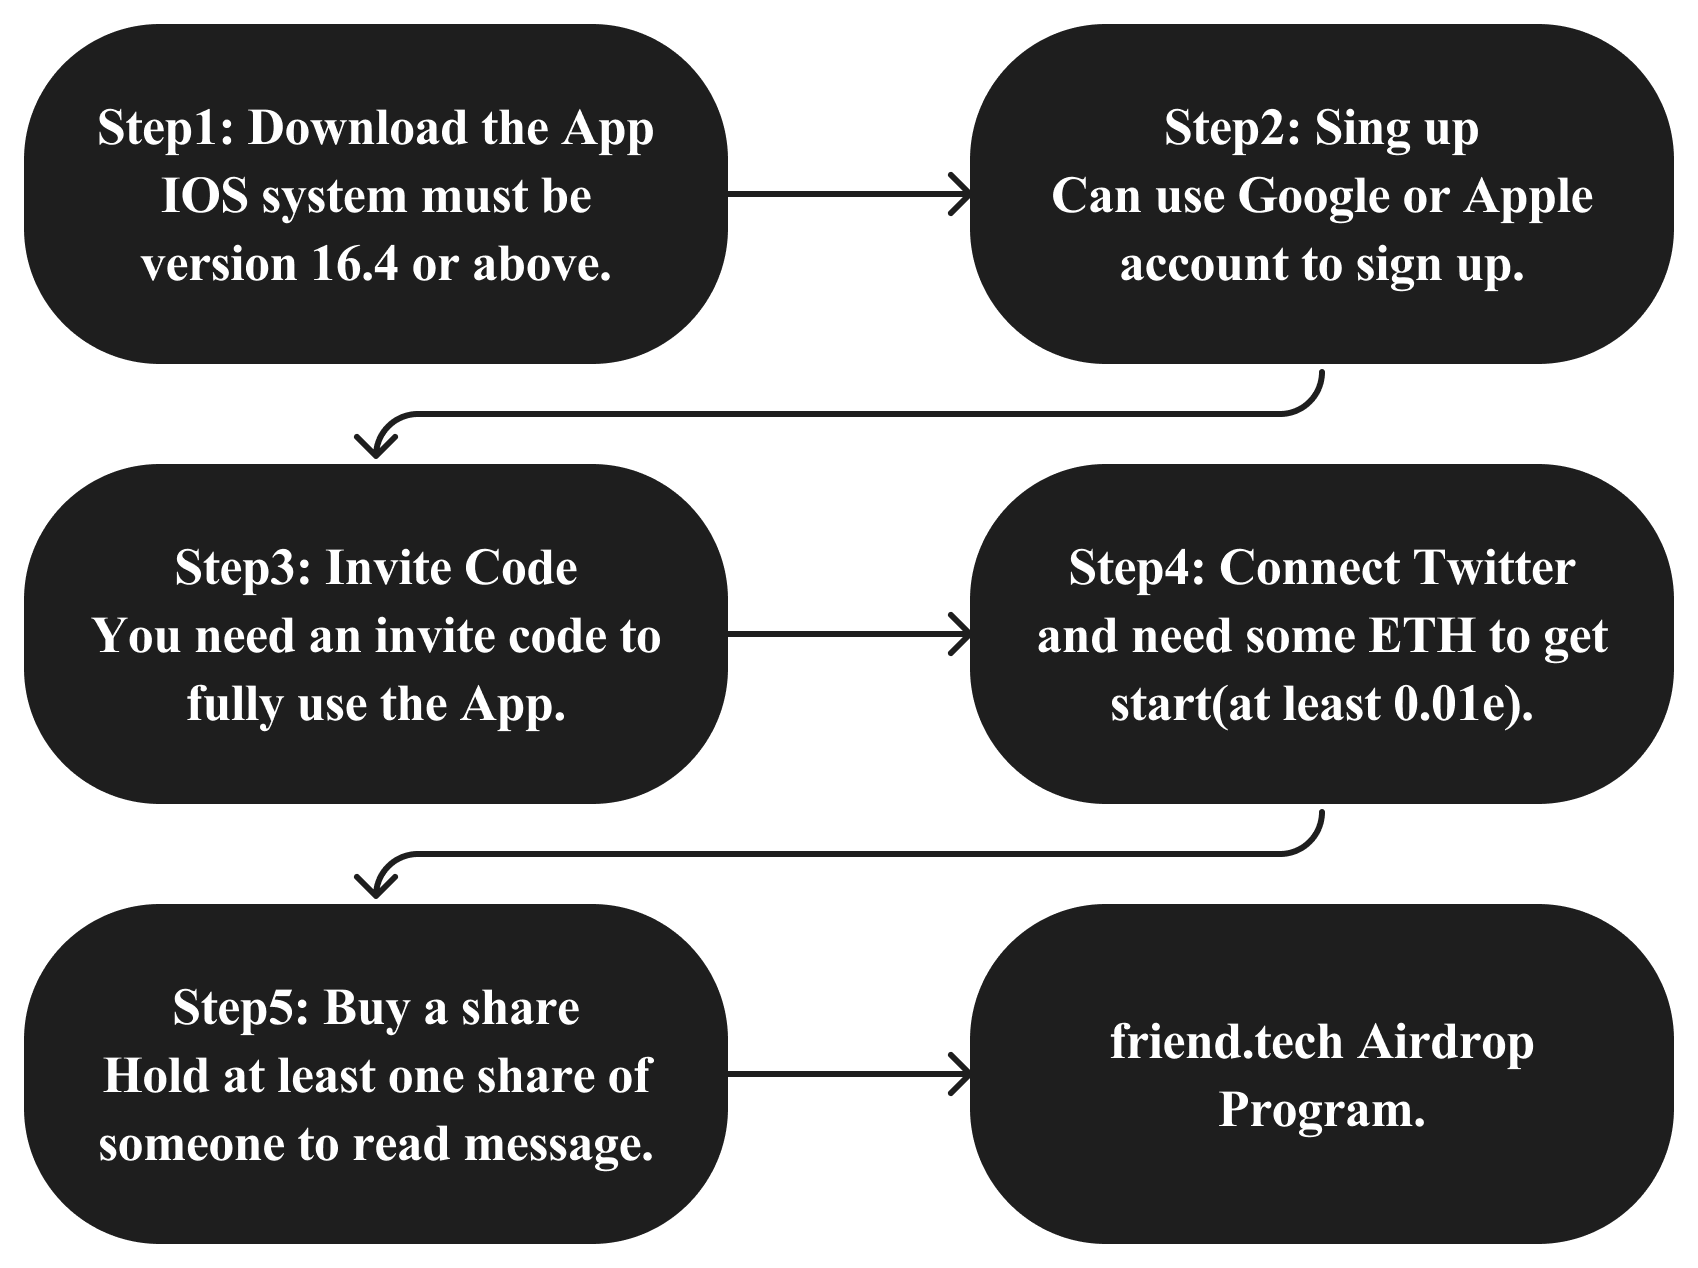 Step1: Download the App
IOS system must be
version 16.4 or above.
Step2: Sing up
Can use Google or Apple
account to sign up.
Step3: Invite Code
You need an invite code to
fully use the App.
Step4: Connect Twitter
and need some ETH to get
start(at least 0.01e).
Step5: Buy a share
Hold at least one share of
someone to read message.
friend.tech Airdrop
Program.